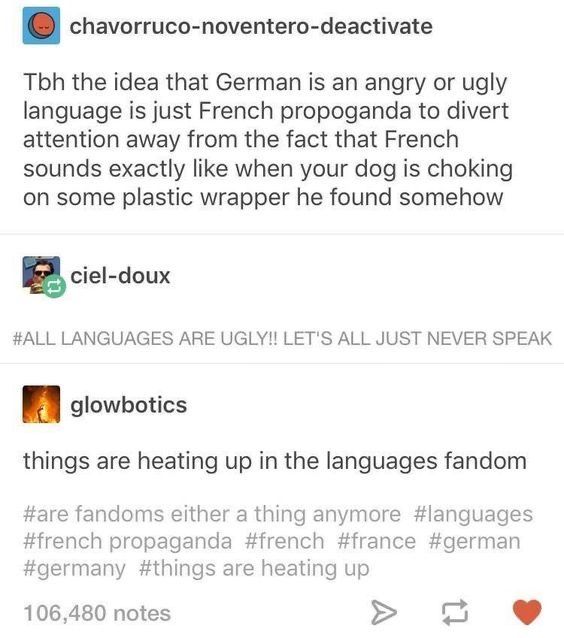 chavorruco-noventero-deactivate
Tbh the idea that German is an angry or ugly
language is just French propoganda to divert
attention away from the fact that French
sounds exactly like when your dog is choking
on some plastic wrapper he found somehow
ciel-doux
#ALL LANGUAGES ARE UGLY!! LET'S ALL JUST NEVER SPEAK
glowbotics
things are heating up in the languages fandom
#are fandoms either a thing anymore #languages
#french propaganda #french #france #german
#germany #things are heating up
106,480 notes